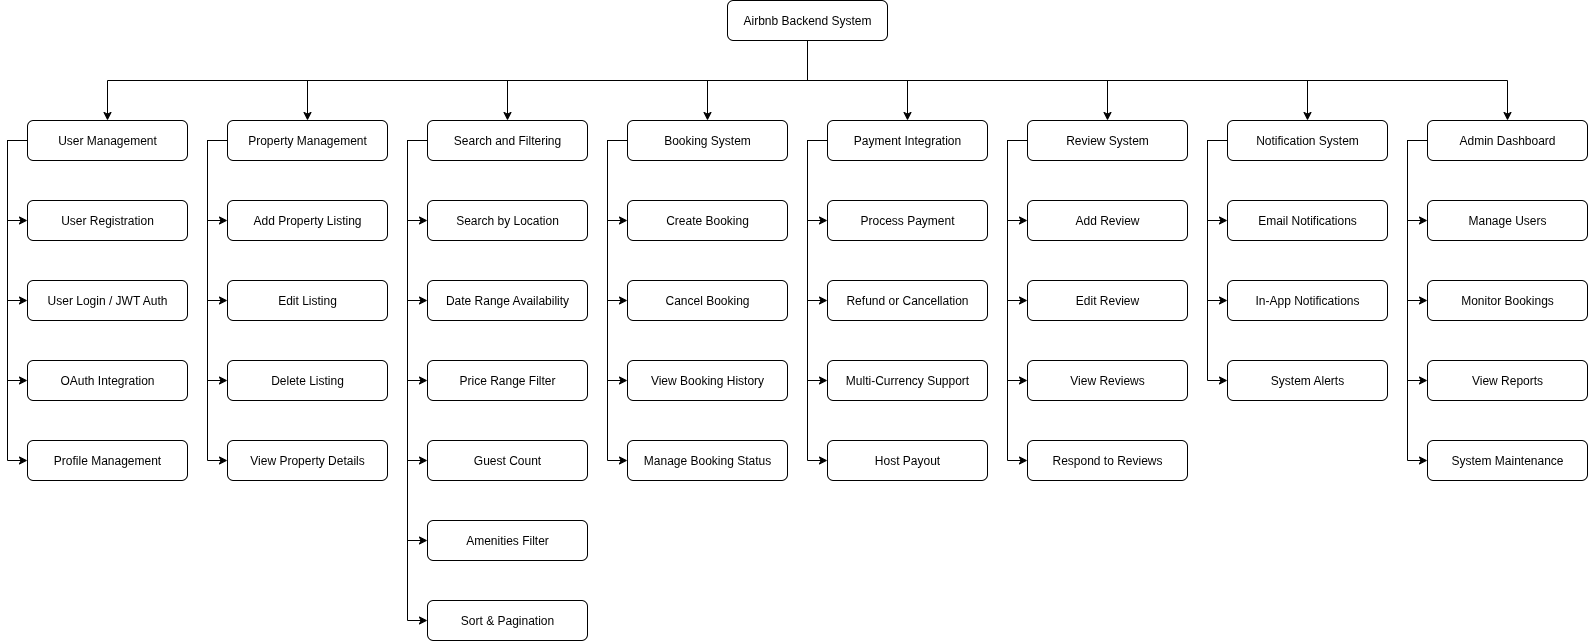 Airbnb Backend System
User Management
Property Management
Search and Filtering
Booking System
Payment Integration
Review System
Notification System
Admin Dashboard
User Registration
Add Property Listing
Search by Location
Create Booking
Process Payment
Add Review
Email Notifications
Manage Users
User Login / JWT Auth
Edit Listing
Date Range Availability
Cancel Booking
Refund or Cancellation
Edit Review
In-App Notifications
Monitor Bookings
OAuth Integration
Delete Listing
Price Range Filter
View Booking History
Multi-Currency Support
View Reviews
System Alerts
View Reports
Profile Management
View Property Details
Guest Count
Manage Booking Status
Host Payout
Respond to Reviews
System Maintenance
Amenities Filter
Sort & Pagination